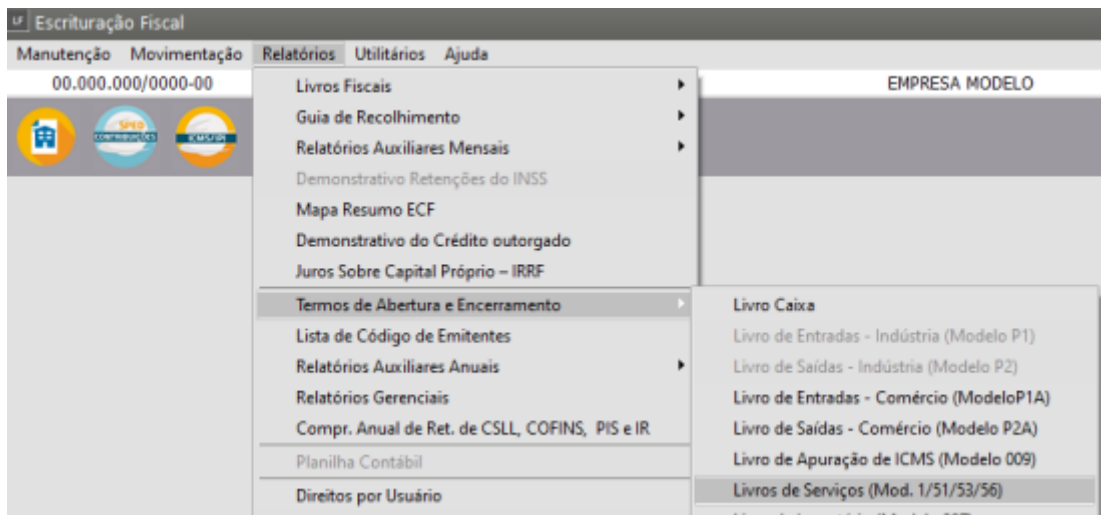 LF Escrituração Fiscal
Manutenção Movimentação Relatórios Utilitários Ajuda
00.000.000/0000-00
EMPRESA MODELO
SPED
CONTRIBUIÇÕES
ICMS/IPI
Livros Fiscais
Guia de Recolhimento
Relatórios Auxiliares Mensais
Demonstrativo Retenções do INSS
Mapa Resumo ECF
Demonstrativo do Crédito outorgado
Juros Sobre Capital Próprio – IRRF
Termos de Abertura e Encerramento
Lista de Código de Emitentes
Relatórios Auxiliares Anuais
Relatórios Gerenciais
Compr. Anual de Ret. de CSLL, COFINS, PIS e IR
Planilha Contábil
Direitos por Usuário
Livro Caixa
Livro de Entradas - Indústria (Modelo P1)
Livro de Saídas - Indústria (Modelo P2)
Livro de Entradas - Comércio (ModeloP1A)
Livro de Saídas - Comércio (Modelo P2A)
Livro de Apuração de ICMS (Modelo 009)
Livros de Serviços (Mod. 1/51/53/56)